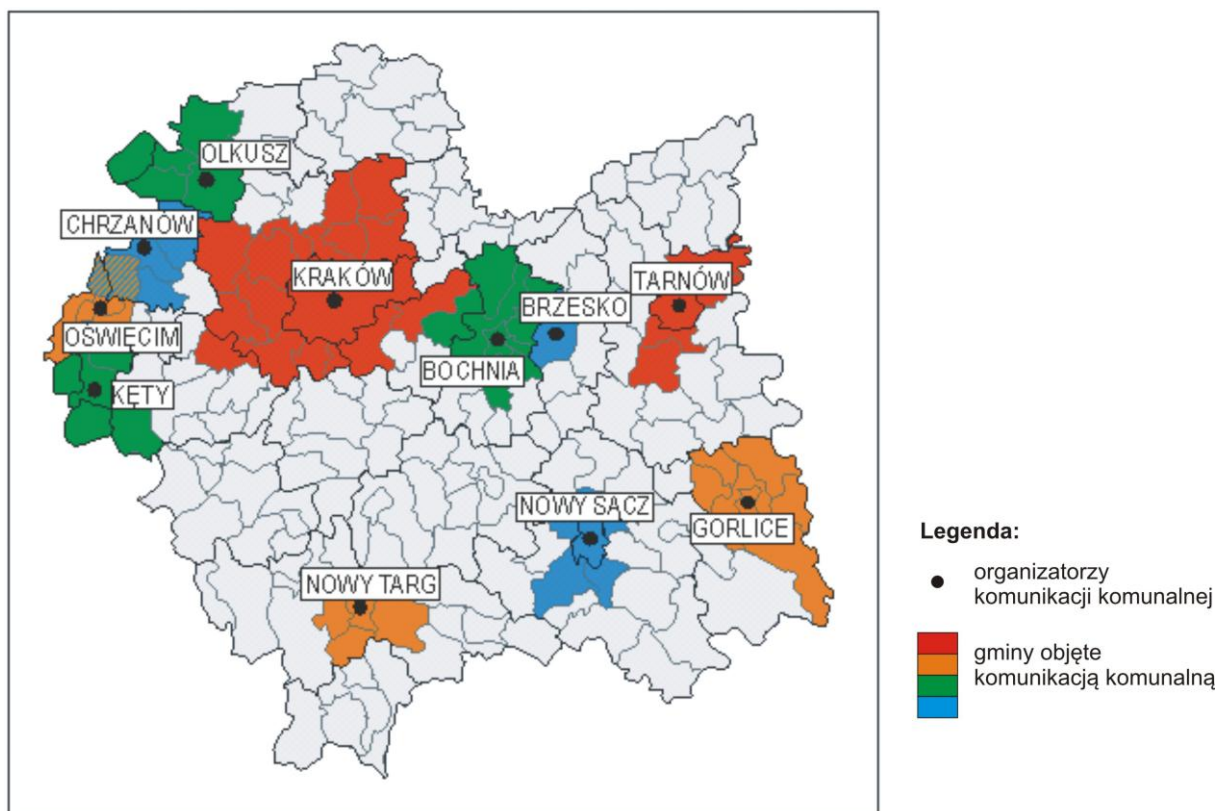 OLKUSZ
CHRZANÓW
KRAKÓW
TARNÓW
BRZESKO
OŚWIĘCIM
BOCHNIA
KĘTY
NOWY SĄCZ
GORLICE
NOWY TARG
Legenda:
organizatorzy
komunikacji komunalnej
gminy objęte
komunikacją komunalną